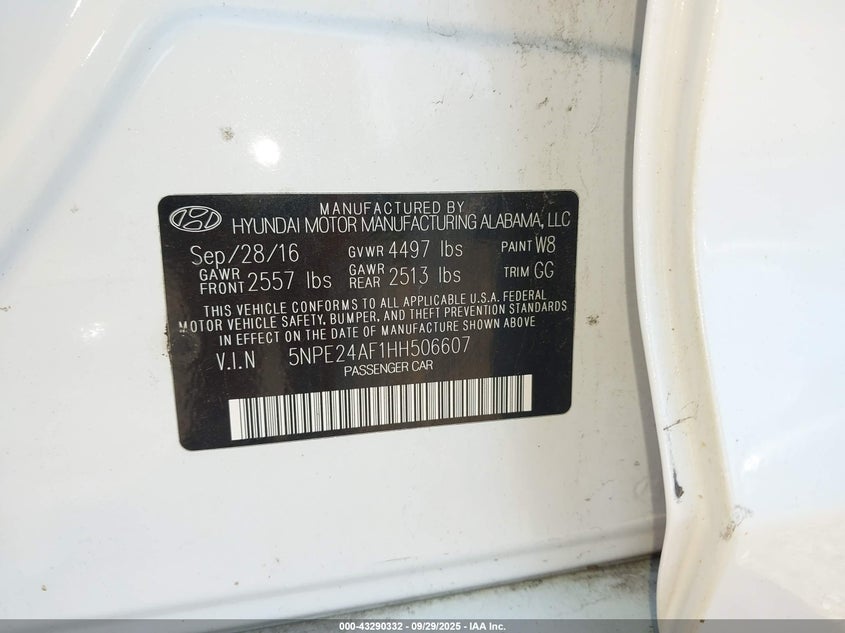 MANUFACTURED BY
HYUNDAI MOTOR MANUFACTURING ALABAMA, LLC
Sep/28/16 GVWR 4497 lbs PAINT W8
GAWR FRONT 2557 lbs GAWR REAR 2513 lbs TRIM GG
THIS VEHICLE CONFORMS TO ALL APPLICABLE U.S.A. FEDERAL
MOTOR VEHICLE SAFETY, BUMPER, AND THEFT PREVENTION STANDARDS
IN EFFECT ON THE DATE OF MANUFACTURE SHOWN ABOVE
V.I.N 5NPE24AF1HH506607
PASSENGER CAR
000-43290332 - 09/29/2025 - IAA Inc.